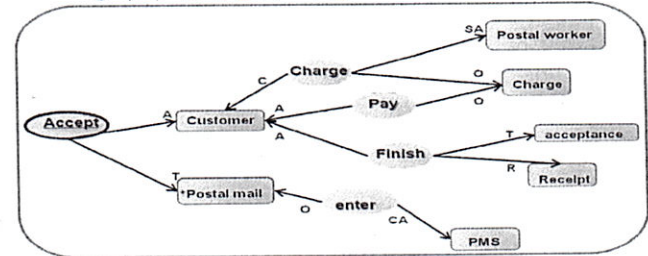 SA
Postal worker
Charge
C
O
Charge
A
Pay
O
A
Customer
Accept
A
T
acceptance
Finish
R
Receipt
T
*Postal mail
O
enter
CA
PMS